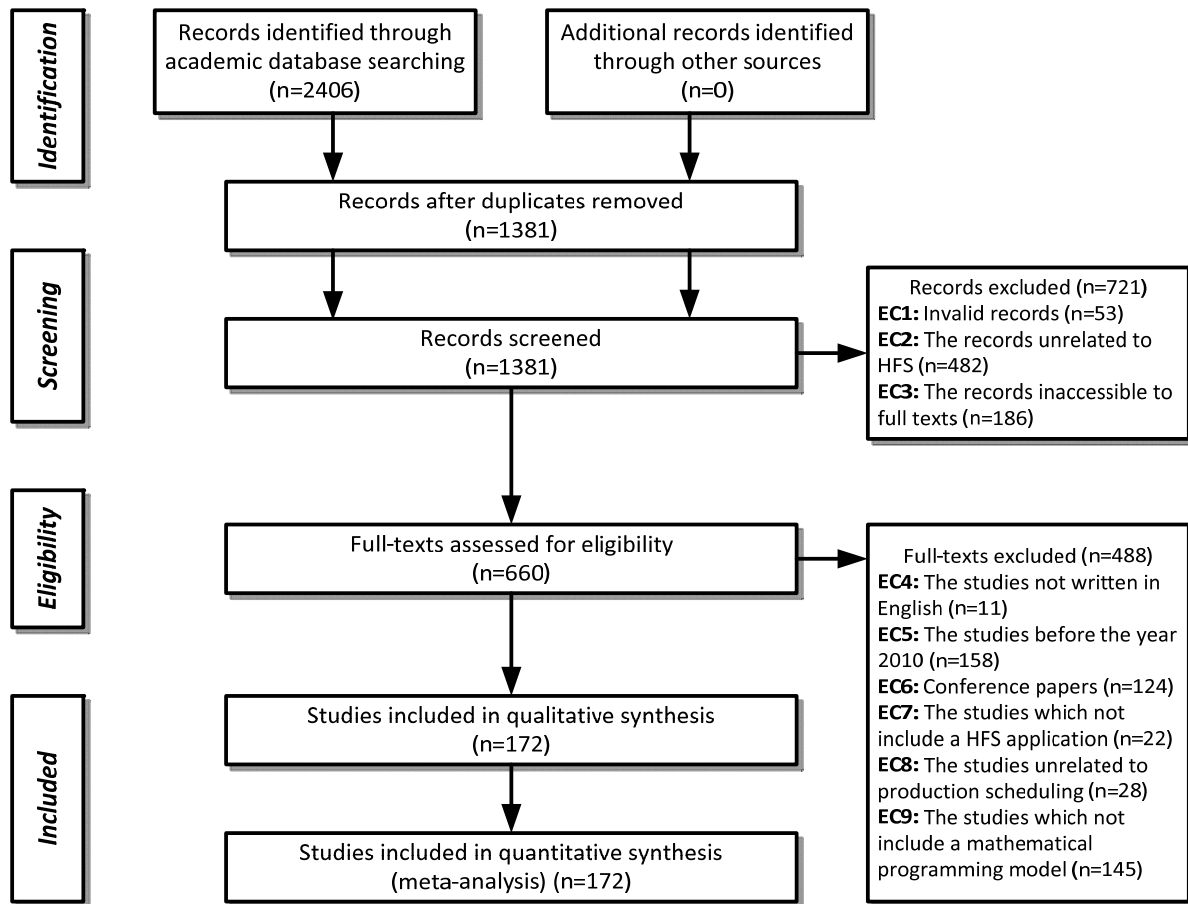 Identification
Records identified through
academic database searching
(n=2406)
Additional records identified
through other sources
(n=0)
Records after duplicates removed
(n=1381)
Screening
Records screened
(n=1381)
Records excluded (n=721)
EC1: Invalid records (n=53)
EC2: The records unrelated to
HFS (n=482)
EC3: The records inaccessible to
full texts (n=186)
Eligibility
Full-texts assessed for eligibility
(n=660)
Full-texts excluded (n=488)
EC4: The studies not written in
English (n=11)
EC5: The studies before the year
2010 (n=158)
EC6: Conference papers (n=124)
EC7: The studies which not
include a HFS application (n=22)
EC8: The studies unrelated to
production scheduling (n=28)
EC9: The studies which not
include a mathematical
programming model (n=145)
Included
Studies included in qualitative synthesis
(n=172)
Studies included in quantitative synthesis
(meta-analysis) (n=172)